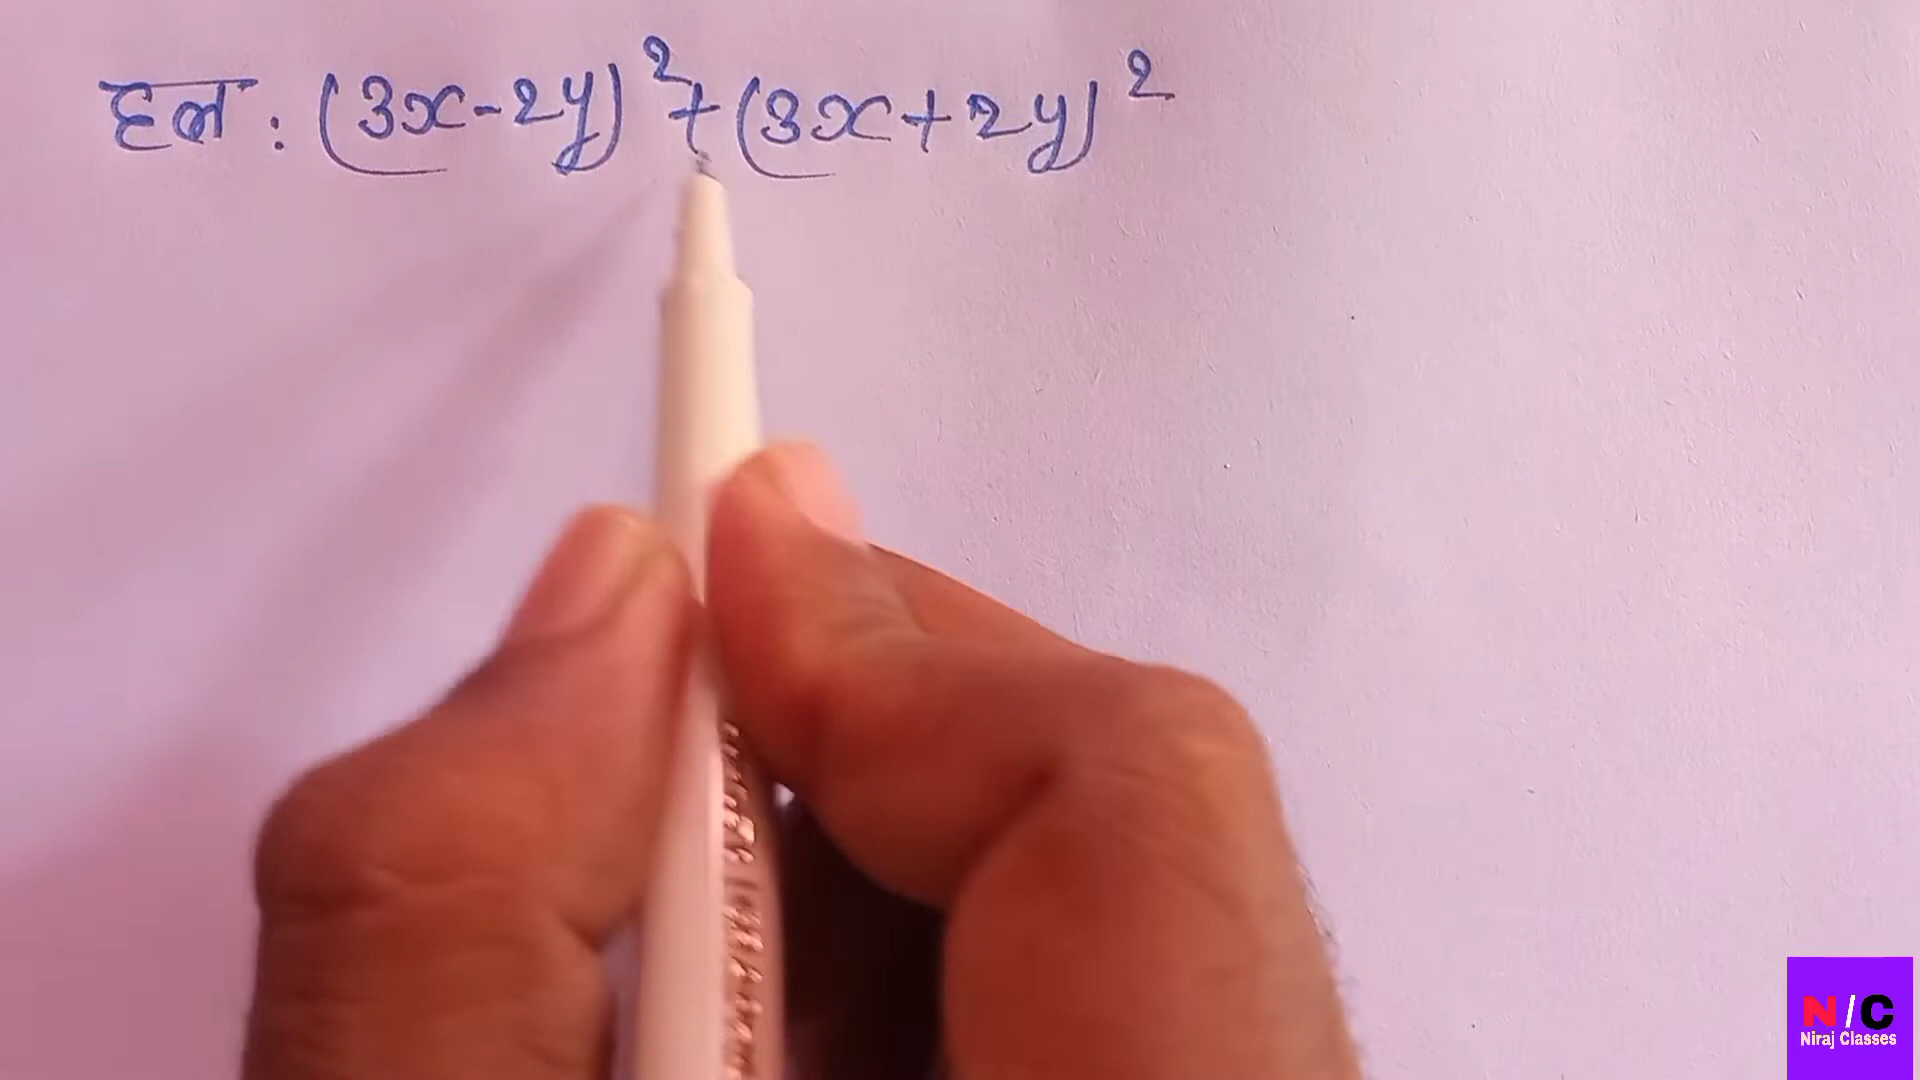 हल : (3x-2y)²+(3x+2y)²
N/C
Niraj Classes